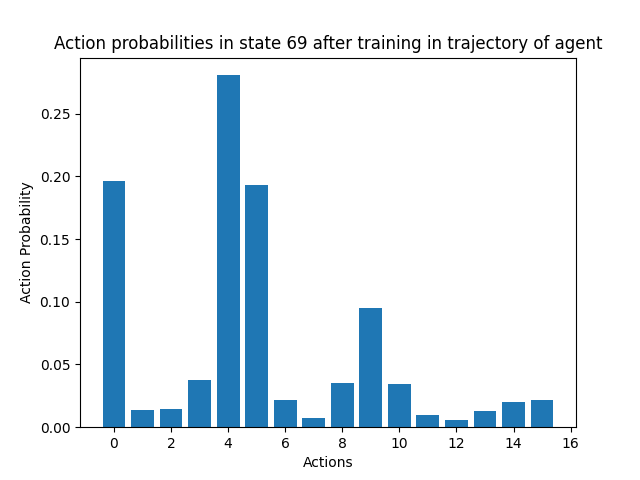 Action probabilities in state 69 after training in trajectory of agent
0.25
0.20
0.15
0.10
0.05
0.00
Action Probability
0 2 4 6 8 10 12 14 16
Actions